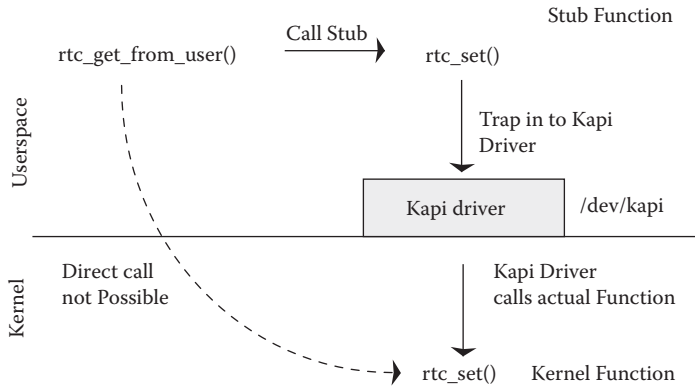 Stub Function
Call Stub
rtc_get_from_user()
rtc_set()
Userspace
Trap in to Kapi
Driver
Kapi driver
/dev/kapi
Kernel
Direct call
not Possible
Kapi Driver
calls actual Function
rtc_set()
Kernel Function